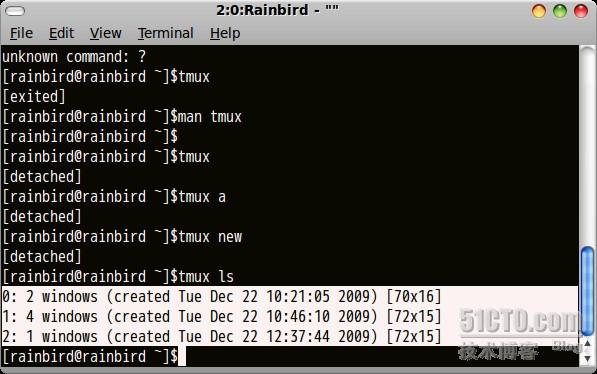 2:0:Rainbird - ""
File Edit View Terminal Help
unknown command: ?
[rainbird@rainbird ~]$tmux
[exited]
[rainbird@rainbird ~]$man tmux
[rainbird@rainbird ~]$
[rainbird@rainbird ~]$tmux
[detached]
[rainbird@rainbird ~]$tmux a
[detached]
[rainbird@rainbird ~]$tmux new
[detached]
[rainbird@rainbird ~]$tmux ls
0: 2 windows (created Tue Dec 22 10:21:05 2009) [70x16]
1: 4 windows (created Tue Dec 22 10:46:10 2009) [72x15]
2: 1 windows (created Tue Dec 22 12:37:44 2009) [72x15]
[rainbird@rainbird ~]$
51CTO.com
技术博客 Blog